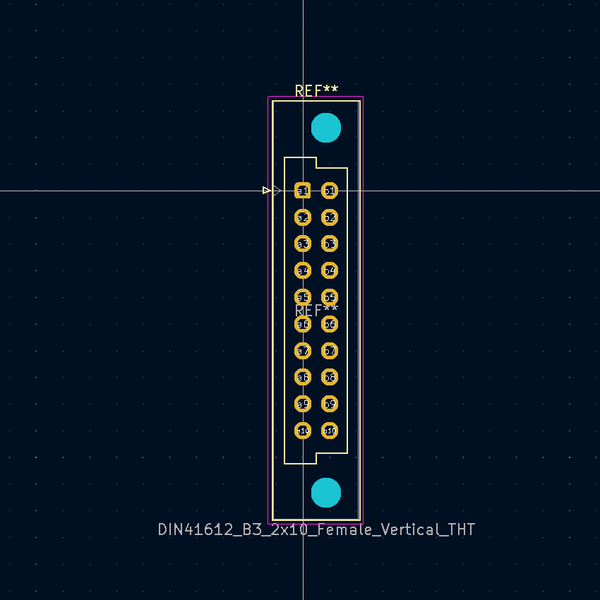 REF**
a1 b1
a2 b2
a3 b3
a4 b4
a5 b5
REF**
a6 b6
a7 b7
a8 b8
a9 b9
a10 b10
DIN41612_B3_2x10_Female_Vertical_THT